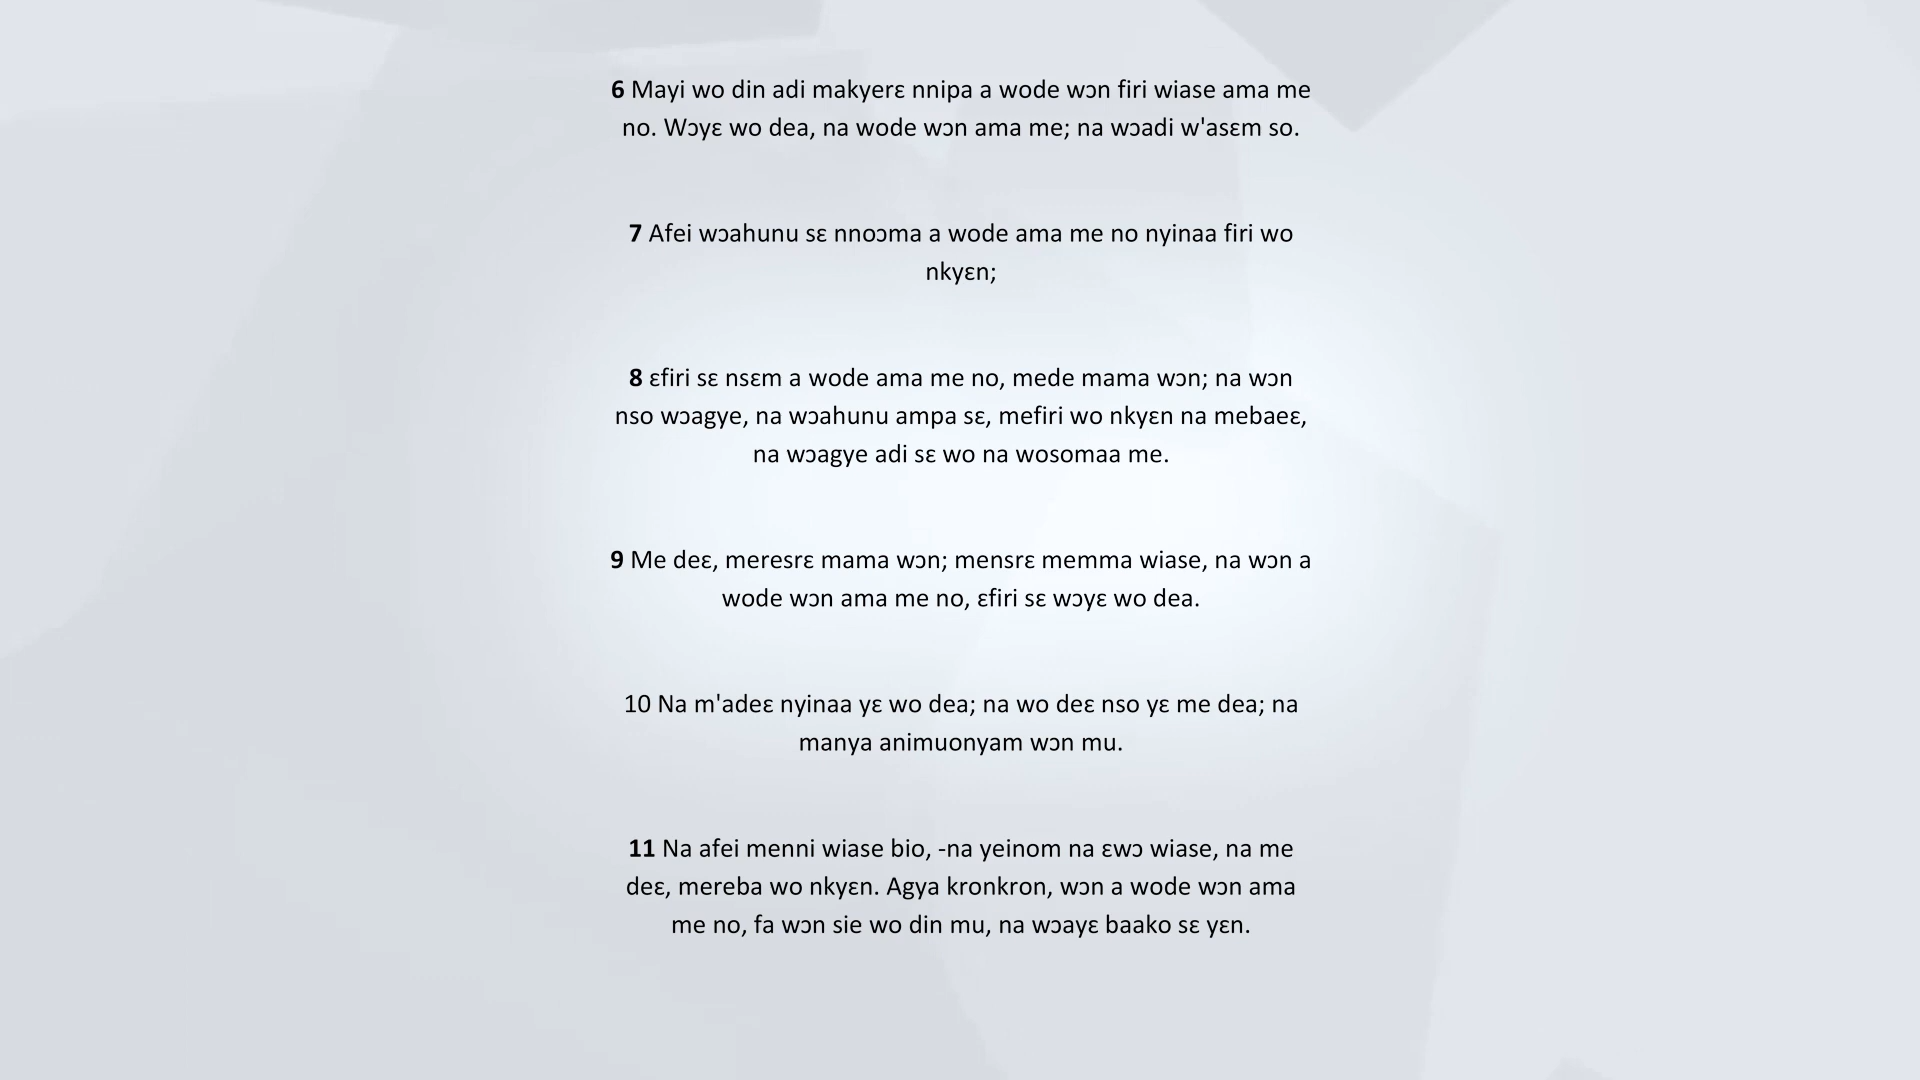 6 Mayi wo din adi makyerɛ nnipa a wode wɔn firi wiase ama me
no. Wɔyɛ wo dea, na wode wɔn ama me; na wɔadi w'asɛm so.
7 Afei wɔahunu sɛ nnoɔma a wode ama me no nyinaa firi wo
nkyɛn;
8 ɛfiri sɛ nsɛm a wode ama me no, mede mama wɔn; na wɔn
nso wɔagye, na wɔahunu ampa sɛ, mefiri wo nkyɛn na mebaeɛ,
na wɔagye adi sɛ wo na wosomaa me.
9 Me deɛ, meresrɛ mama wɔn; mensrɛ memma wiase, na wɔn a
wode wɔn ama me no, ɛfiri sɛ wɔyɛ wo dea.
10 Na m'adeɛ nyinaa yɛ wo dea; na wo deɛ nso yɛ me dea; na
manya animuonyam wɔn mu.
11 Na afei menni wiase bio, -na yeinom na ɛwɔ wiase, na me
deɛ, mereba wo nkyɛn. Agya kronkron, wɔn a wode wɔn ama
me no, fa wɔn sie wo din mu, na wɔayɛ baako sɛ yɛn.